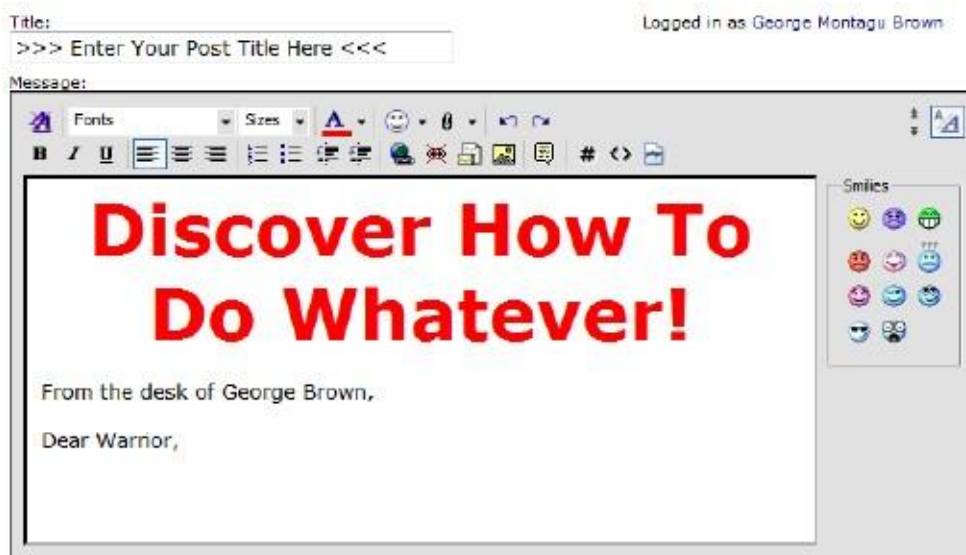 Title:
Logged in as George Montagu Brown
>>> Enter Your Post Title Here <<<
Message:
Fonts
Sizes
A
A A
B I U # <>
Discover How To
Do Whatever!
Smilies
From the desk of George Brown,
Dear Warrior,